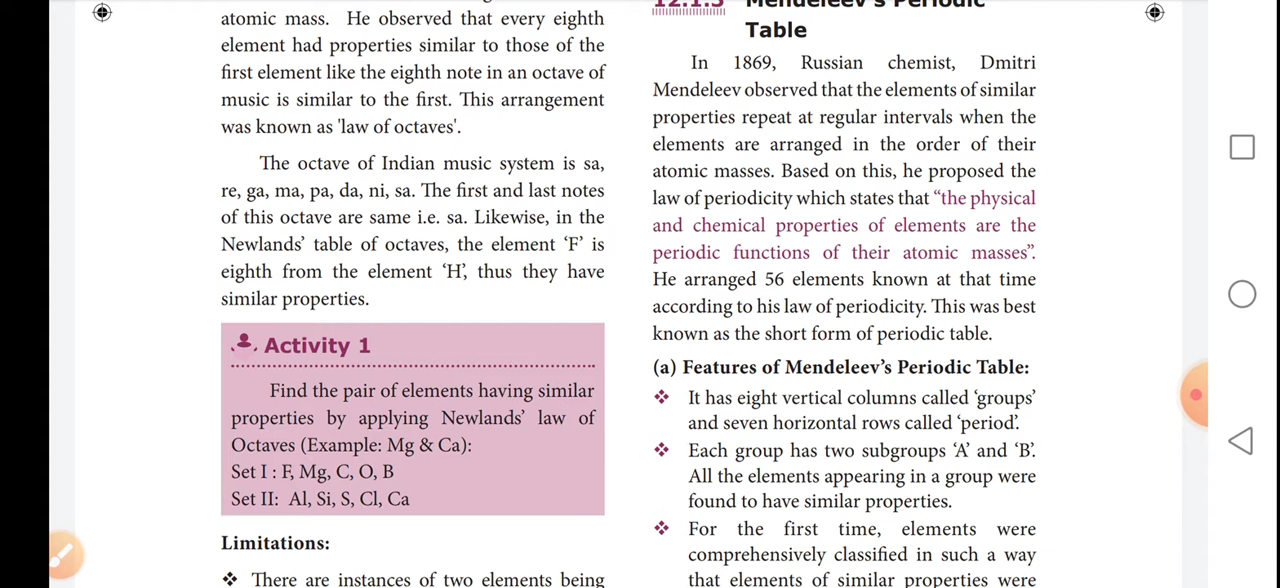 atomic mass. He observed that every eighth
element had properties similar to those of the
first element like the eighth note in an octave of
music is similar to the first. This arrangement
was known as 'law of octaves'.
The octave of Indian music system is sa,
re, ga, ma, pa, da, ni, sa. The first and last notes
of this octave are same i.e. sa. Likewise, in the
Newlands’ table of octaves, the element ‘F’ is
eighth from the element ‘H’, thus they have
similar properties.
Activity 1
Find the pair of elements having similar
properties by applying Newlands’ law of
Octaves (Example: Mg & Ca):
Set I : F, Mg, C, O, B
Set II: Al, Si, S, Cl, Ca
Limitations:
❖ There are instances of two elements being
12.1.3 Mendeleev’s Periodic
Table
In 1869, Russian chemist, Dmitri
Mendeleev observed that the elements of similar
properties repeat at regular intervals when the
elements are arranged in the order of their
atomic masses. Based on this, he proposed the
law of periodicity which states that “the physical
and chemical properties of elements are the
periodic functions of their atomic masses”.
He arranged 56 elements known at that time
according to his law of periodicity. This was best
known as the short form of periodic table.
(a) Features of Mendeleev’s Periodic Table:
❖ It has eight vertical columns called ‘groups’
and seven horizontal rows called ‘period’.
❖ Each group has two subgroups ‘A’ and ‘B’.
All the elements appearing in a group were
found to have similar properties.
❖ For the first time, elements were
comprehensively classified in such a way
that elements of similar properties were